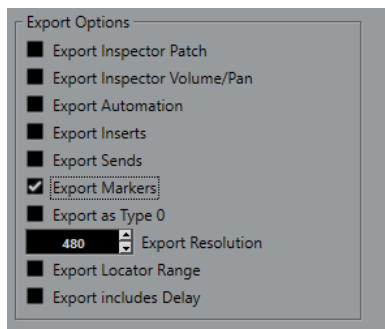 Export Options
Export Inspector Patch
Export Inspector Volume/Pan
Export Automation
Export Inserts
Export Sends
Export Markers
Export as Type 0
480 Export Resolution
Export Locator Range
Export includes Delay